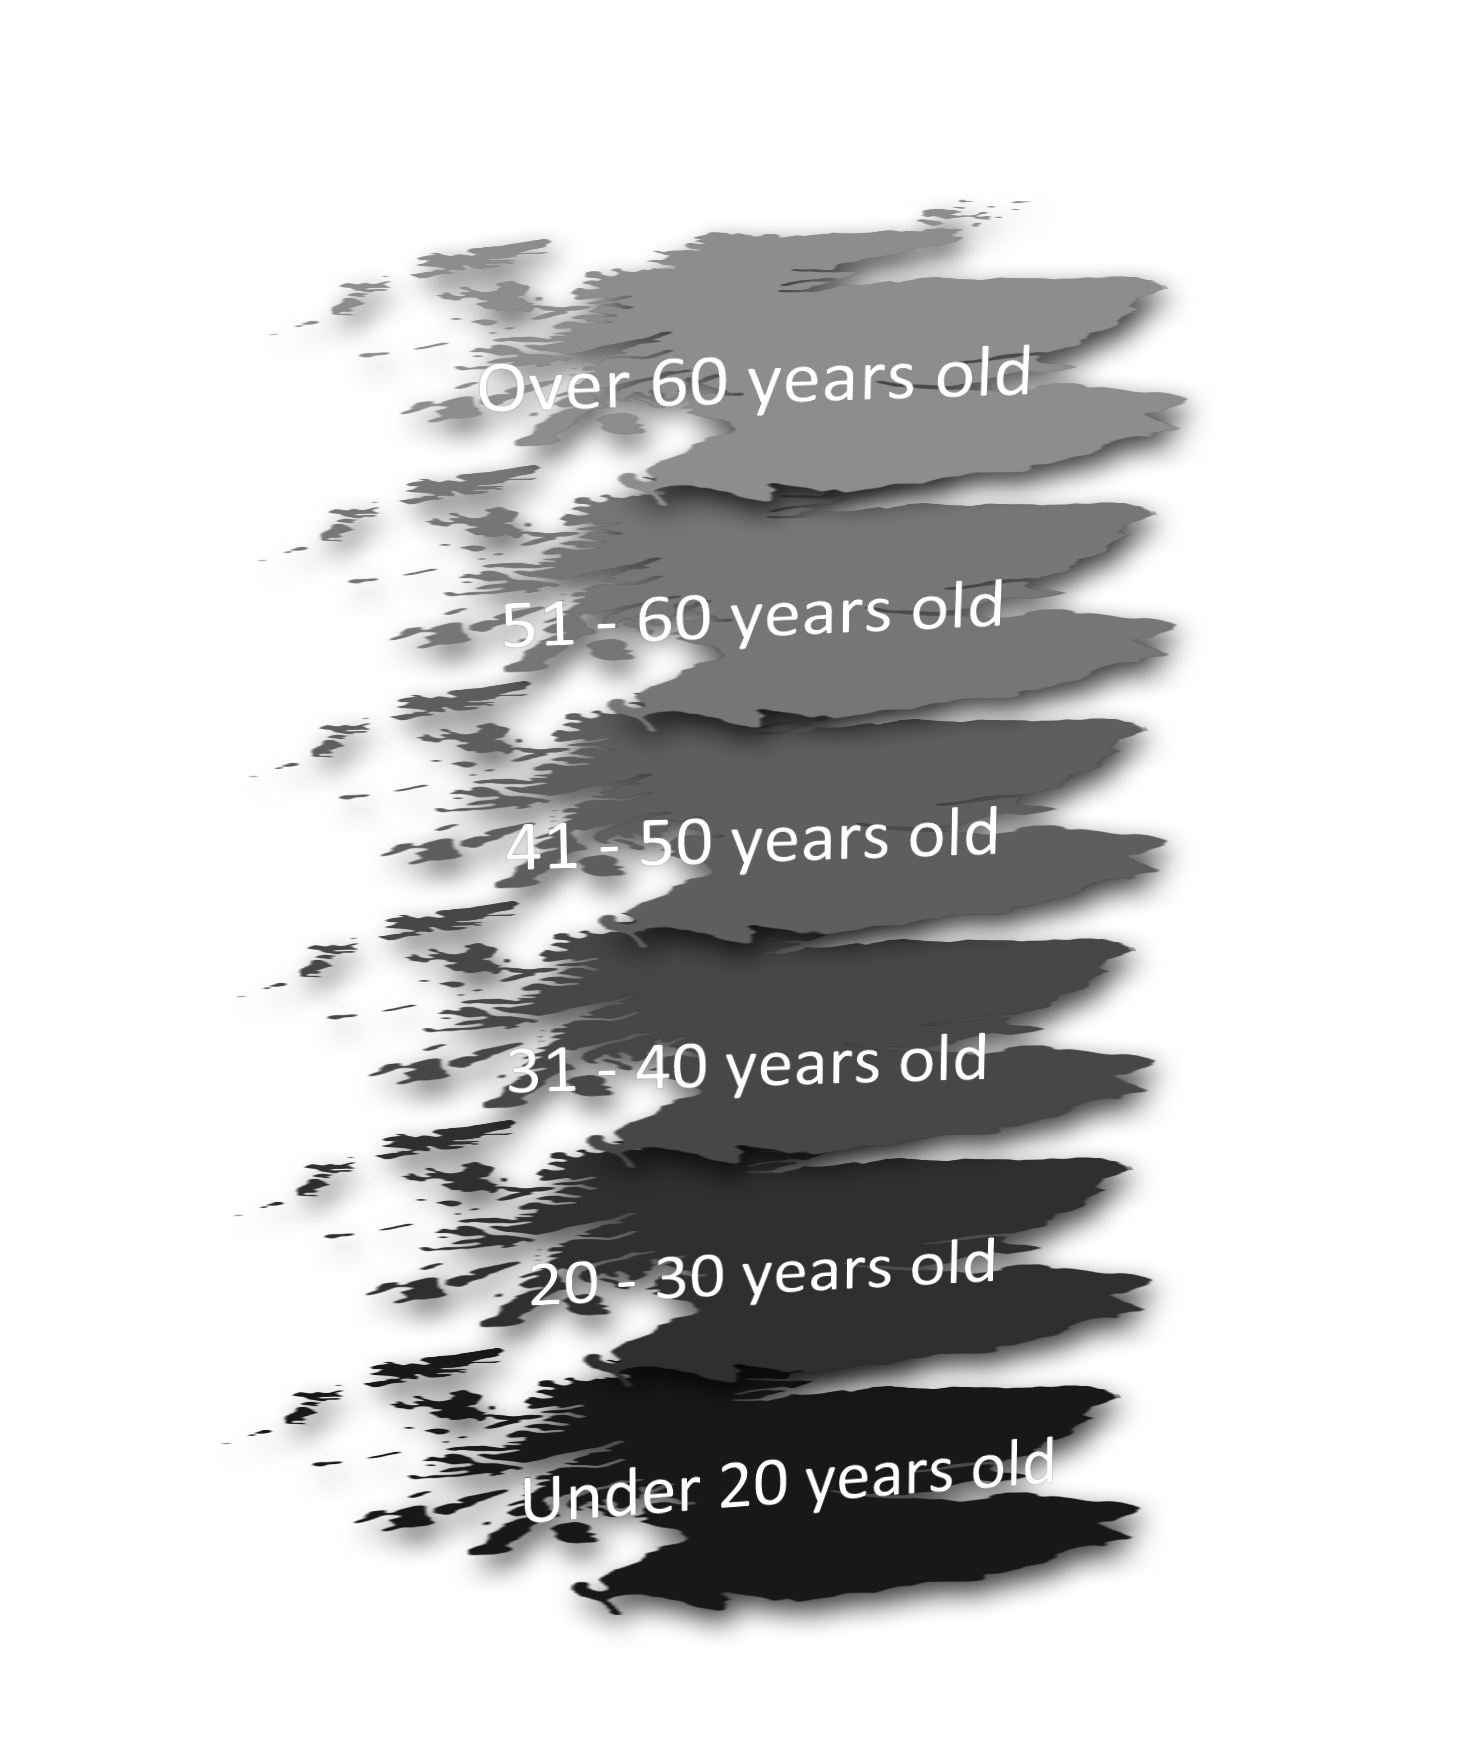 Over 60 years old
51 - 60 years old
41 - 50 years old
31 - 40 years old
20 - 30 years old
Under 20 years old